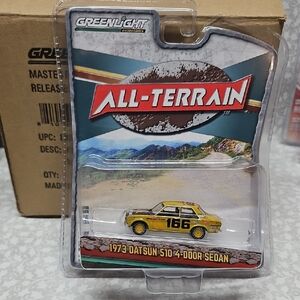 GREENLIGHT
GRE
MASTE
RELEAS
ALL-TERRAIN
UPC:
DESC:
QTY:
MAD
166
1973 DATSUN 510 4-DOOR SEDAN